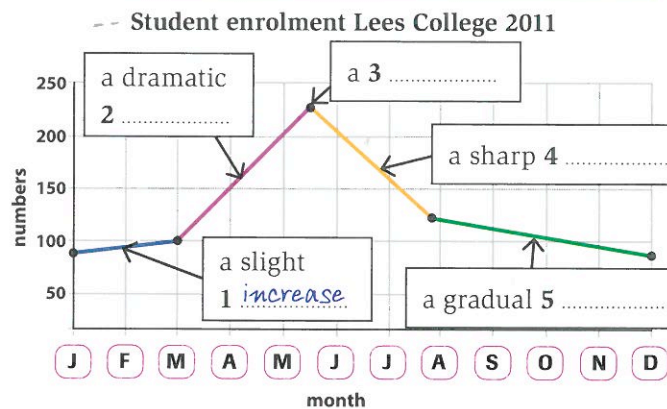 Student enrolment Lees College 2011
250
200
150
100
50
numbers
a dramatic
2 ..................
a 3 ..................
a sharp 4 ..................
a slight
1 increase
a gradual 5 ..................
J F M A M J J A S O N D
month